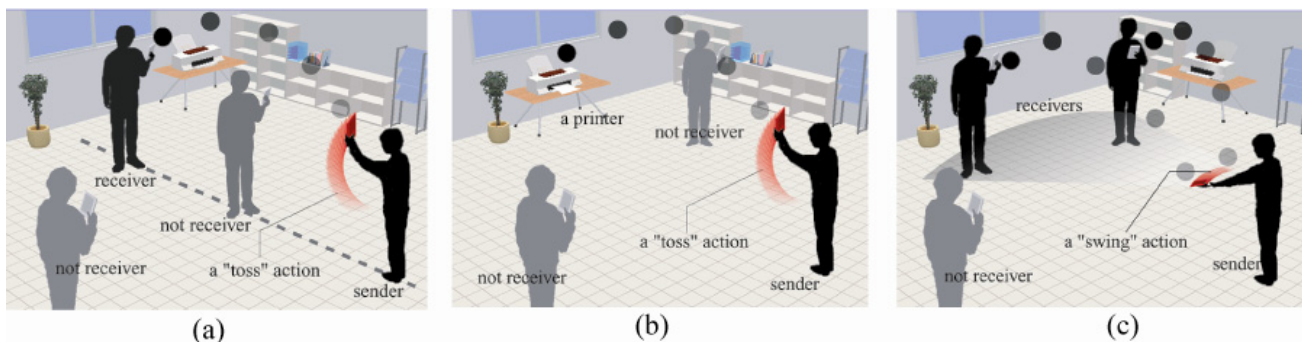 receiver
not receiver
not receiver
a "toss" action
sender
(a)
a printer
not receiver
a "toss" action
not receiver
sender
(b)
receivers
a "swing" action
not receiver
sender
(c)